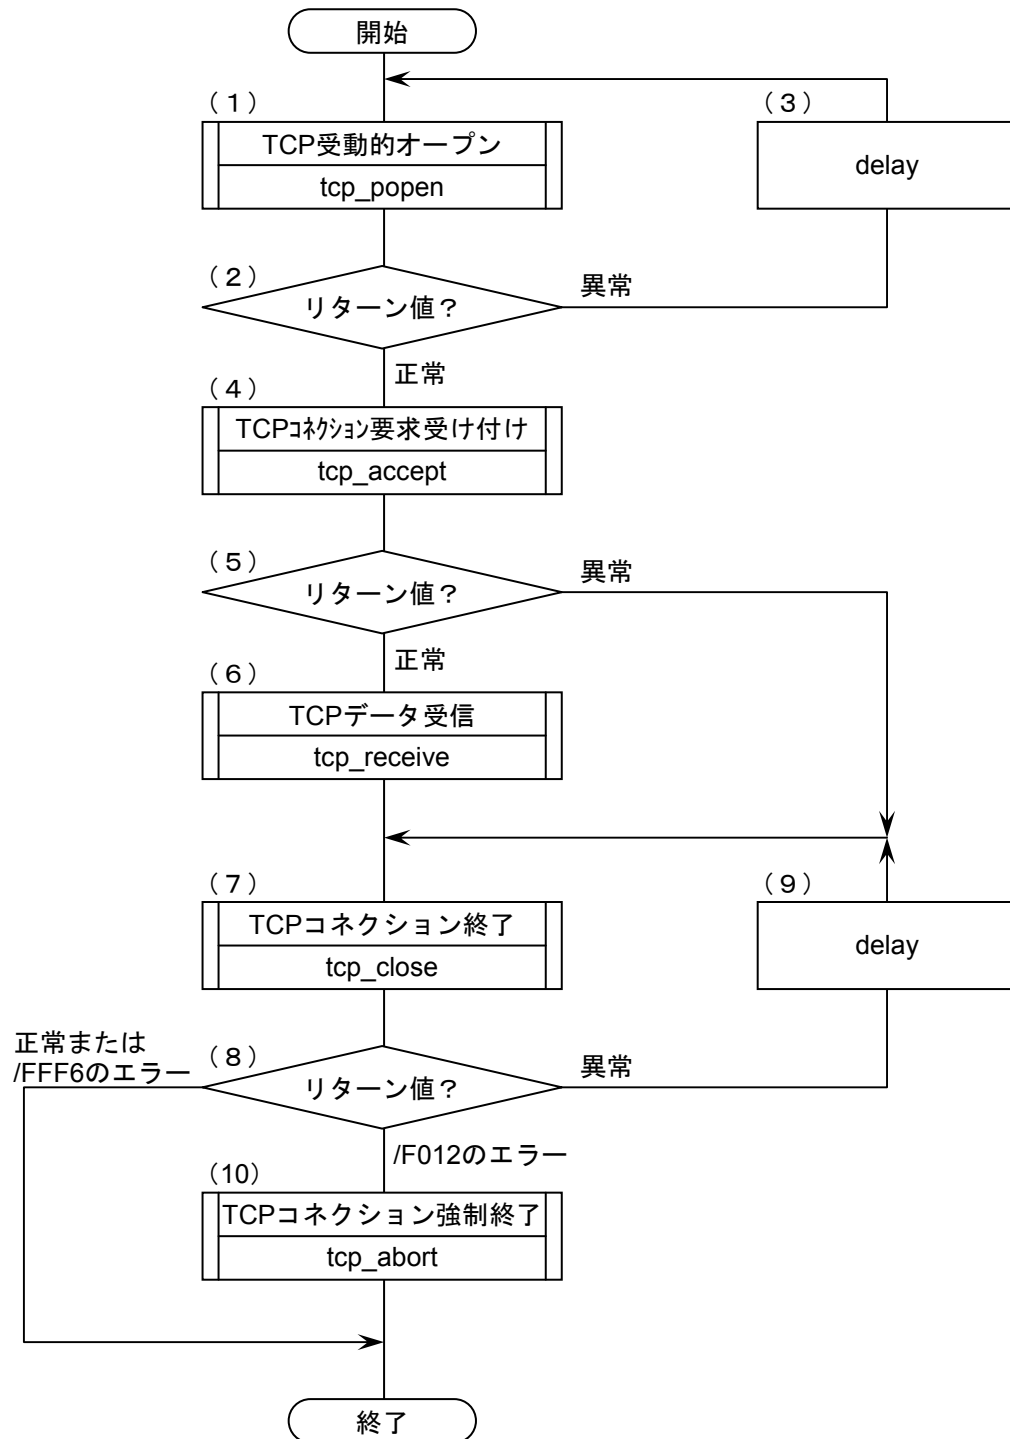 開始
（１）
TCP受動的オープン
tcp_popen
（３）
delay
（２）
リターン値？
異常
正常
（４）
TCPｺﾈｸｼｮﾝ要求受け付け
tcp_accept
（５）
リターン値？
異常
正常
（６）
TCPデータ受信
tcp_receive
（７）
TCPコネクション終了
tcp_close
（９）
delay
正常または
/FFF6のエラー
（８）
リターン値？
異常
/F012のエラー
（10）
TCPコネクション強制終了
tcp_abort
終了